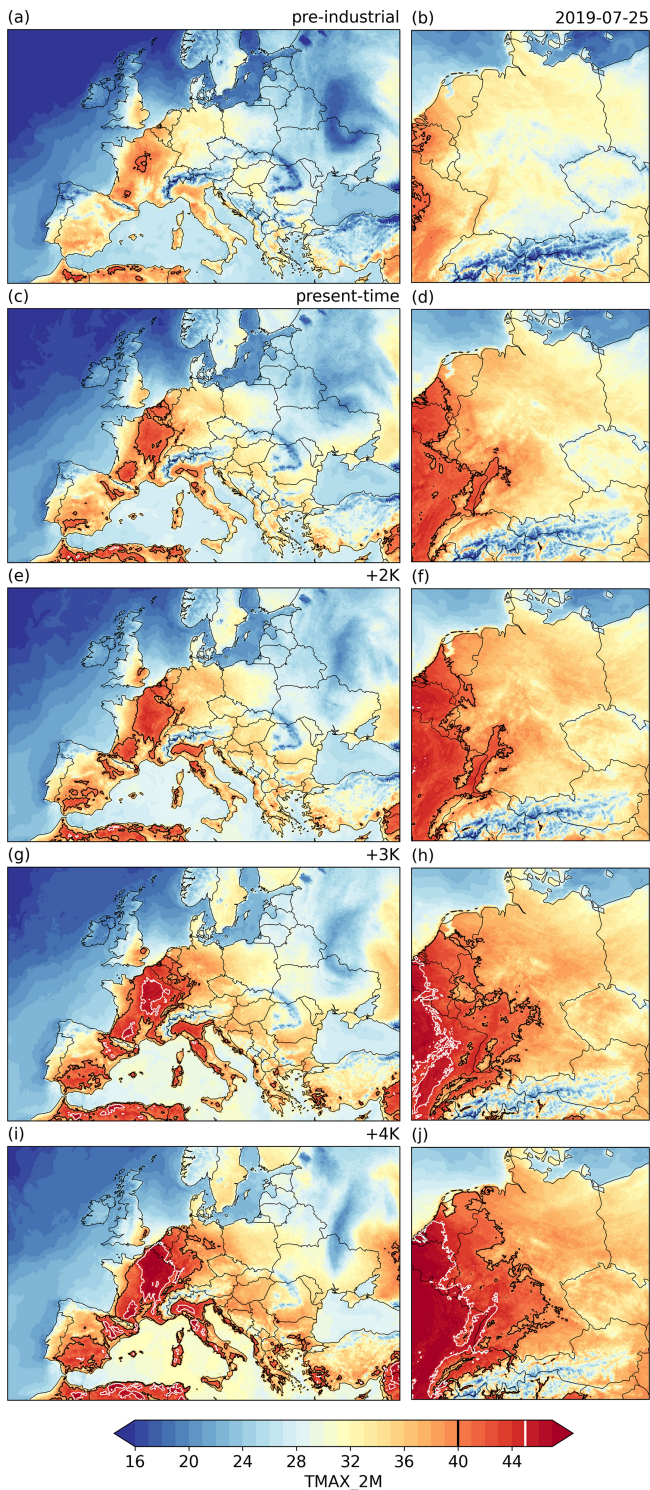 (a) pre-industrial (b) 2019-07-25
(c) present-time (d)
(e) +2K (f)
(g) +3K (h)
(i) +4K (j)
16 20 24 28 32 36 40 44
TMAX_2M